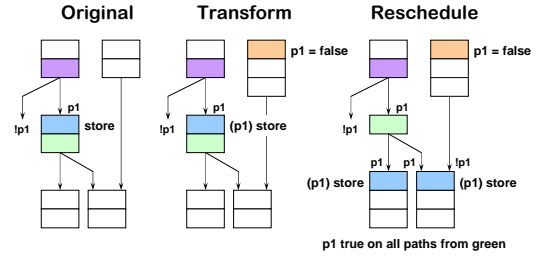 Original
Transform
Reschedule
p1 = false
p1 = false
p1
!p1
store
p1
!p1
(p1) store
p1
!p1
p1
p1
!p1
(p1) store
(p1) store
p1 true on all paths from green